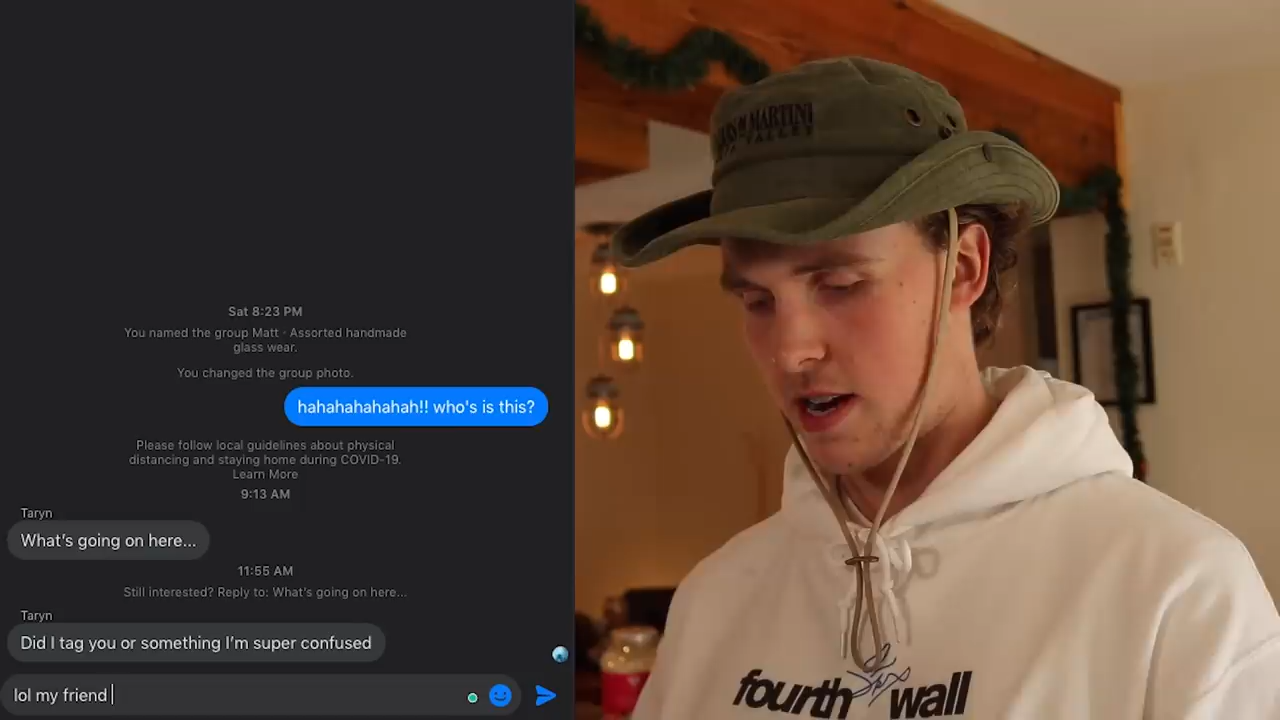 Sat 8:23 PM
You named the group Matt · Assorted handmade
glass wear.
You changed the group photo.
hahahahahahah!! who's is this?
Please follow local guidelines about physical
distancing and staying home during COVID-19.
Learn More
9:13 AM
Taryn
What's going on here...
11:55 AM
Still interested? Reply to: What's going on here...
Taryn
Did I tag you or something I'm super confused
lol my friend
MARTINI
VALLEY
fourth wall